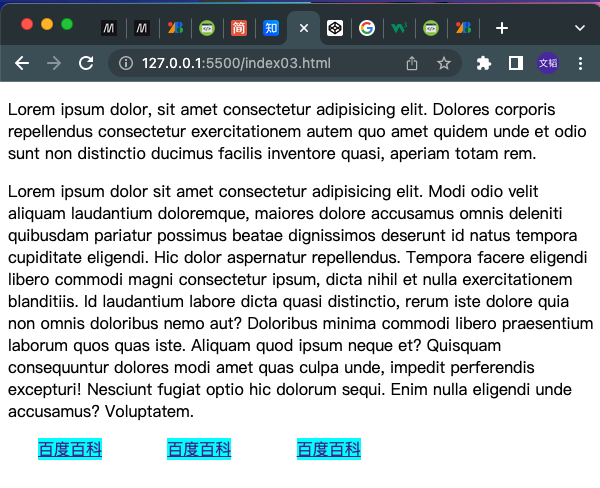 简 知 G W
127.0.0.1:5500/index03.html 文韬
Lorem ipsum dolor, sit amet consectetur adipisicing elit. Dolores corporis
repellendus consectetur exercitationem autem quo amet quidem unde et odio
sunt non distinctio ducimus facilis inventore quasi, aperiam totam rem.
Lorem ipsum dolor sit amet consectetur adipisicing elit. Modi odio velit
aliquam laudantium doloremque, maiores dolore accusamus omnis deleniti
quibusdam pariatur possimus beatae dignissimos deserunt id natus tempora
cupiditate eligendi. Hic dolor aspernatur repellendus. Tempora facere eligendi
libero commodi magni consectetur ipsum, dicta nihil et nulla exercitationem
blanditiis. Id laudantium labore dicta quasi distinctio, rerum iste dolore quia
non omnis doloribus nemo aut? Doloribus minima commodi libero praesentium
laborum quos quas iste. Aliquam quod ipsum neque et? Quisquam
consequuntur dolores modi amet quas culpa unde, impedit perferendis
excepturi! Nesciunt fugiat optio hic dolorum sequi. Enim nulla eligendi unde
accusamus? Voluptatem.
百度百科 百度百科 百度百科